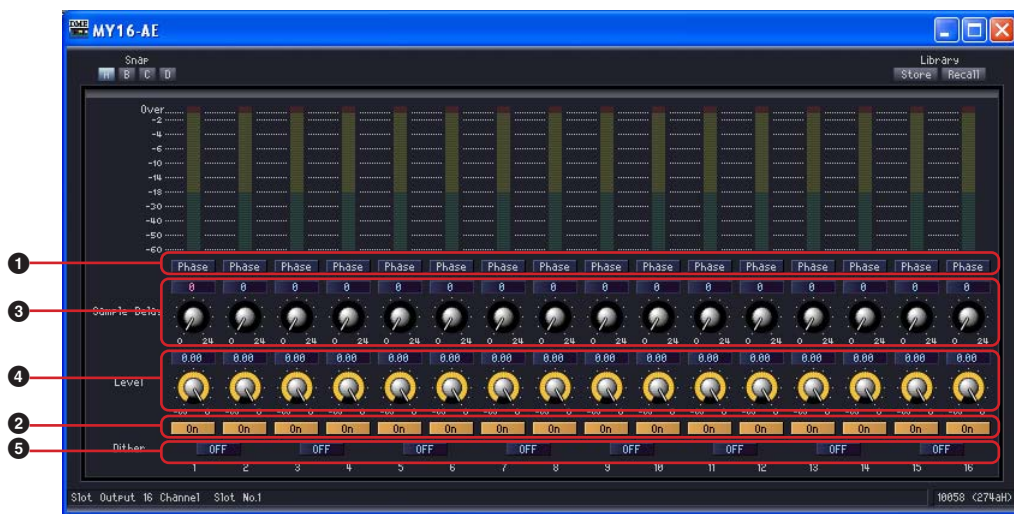 MY16-AE
Snap
A B C D
Library
Store Recall
Over
-2
-4
-6
-10
-14
-18
-30
-40
-50
-60
1
Phase Phase Phase Phase Phase Phase Phase Phase Phase Phase Phase Phase Phase Phase Phase Phase
0 0 0 0 0 0 0 0 0 0 0 0 0 0 0 0
3
Sample Delay
0 24 0 24 0 24 0 24 0 24 0 24 0 24 0 24 0 24 0 24 0 24 0 24 0 24 0 24 0 24 0 24
0.00 0.00 0.00 0.00 0.00 0.00 0.00 0.00 0.00 0.00 0.00 0.00 0.00 0.00 0.00 0.00
4
Level
2
On On On On On On On On On On On On On On On On
5
Dither
OFF OFF OFF OFF OFF OFF OFF OFF
1 2 3 4 5 6 7 8 9 10 11 12 13 14 15 16
Slot Output 16 Channel Slot No.1
10058 (274aH)